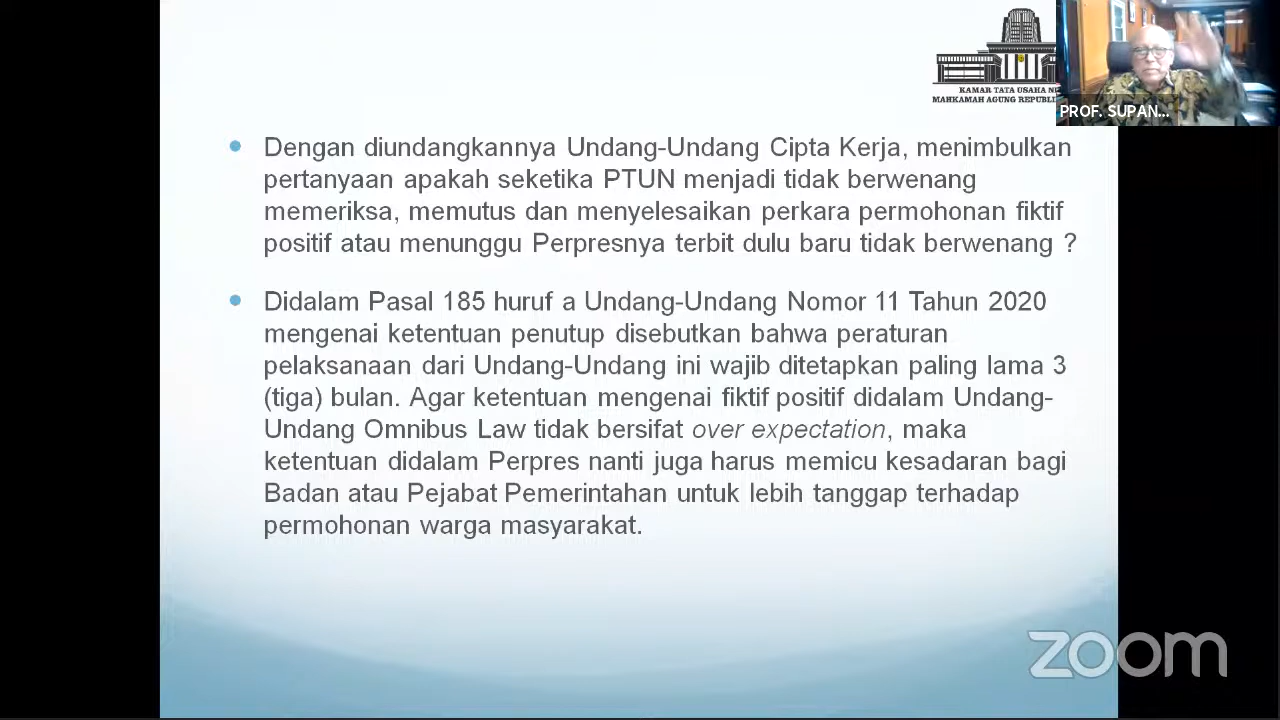 KAMAR TATA USAHA
MAHKAMAH AGUNG
PROF. SUPAN...
Dengan diundangkannya Undang-Undang Cipta Kerja, menimbulkan
pertanyaan apakah seketika PTUN menjadi tidak berwenang
memeriksa, memutus dan menyelesaikan perkara permohonan fiktif
positif atau menunggu Perpresnya terbit dulu baru tidak berwenang ?
Didalam Pasal 185 huruf a Undang-Undang Nomor 11 Tahun 2020
mengenai ketentuan penutup disebutkan bahwa peraturan
pelaksanaan dari Undang-Undang ini wajib ditetapkan paling lama 3
(tiga) bulan. Agar ketentuan mengenai fiktif positif didalam Undang-
Undang Omnibus Law tidak bersifat over expectation, maka
ketentuan didalam Perpres nanti juga harus memicu kesadaran bagi
Badan atau Pejabat Pemerintahan untuk lebih tanggap terhadap
permohonan warga masyarakat.
zoom